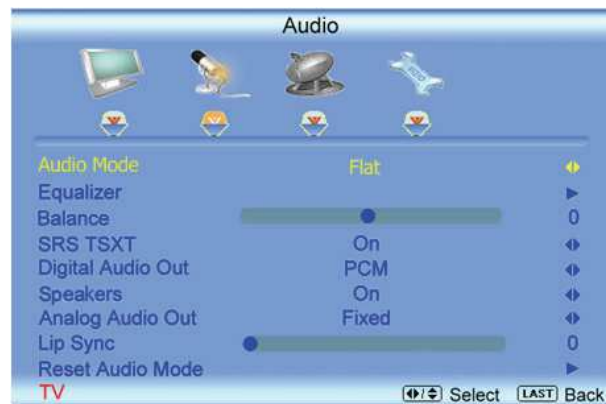 Audio
Audio Mode Flat
Equalizer
Balance 0
SRS TSXT On
Digital Audio Out PCM
Speakers On
Analog Audio Out Fixed
Lip Sync 0
Reset Audio Mode
TV Select LAST Back